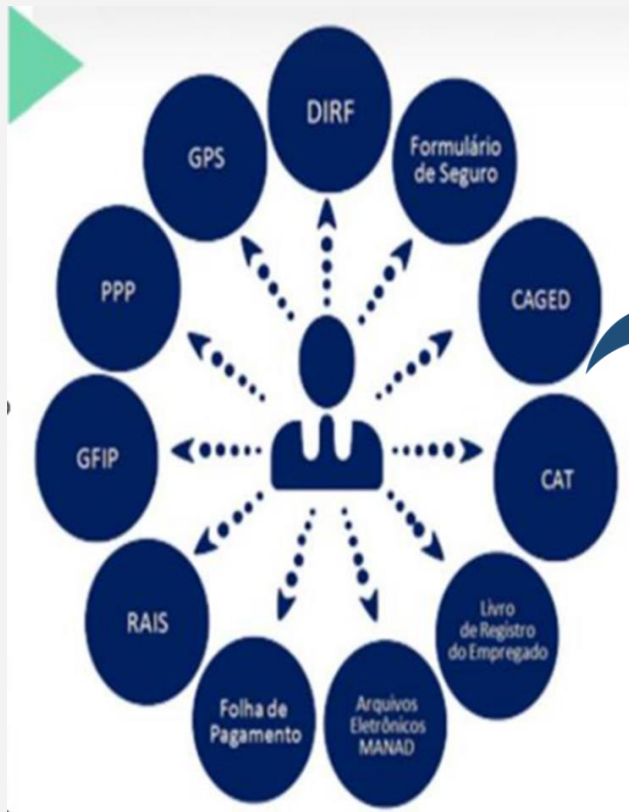 DIRF
Formulário
de Seguro
CAGED
CAT
Livro
de Registro
do Empregado
Arquivos
Eletrônicos
MANAD
Folha de
Pagamento
RAIS
GFIP
PPP
GPS